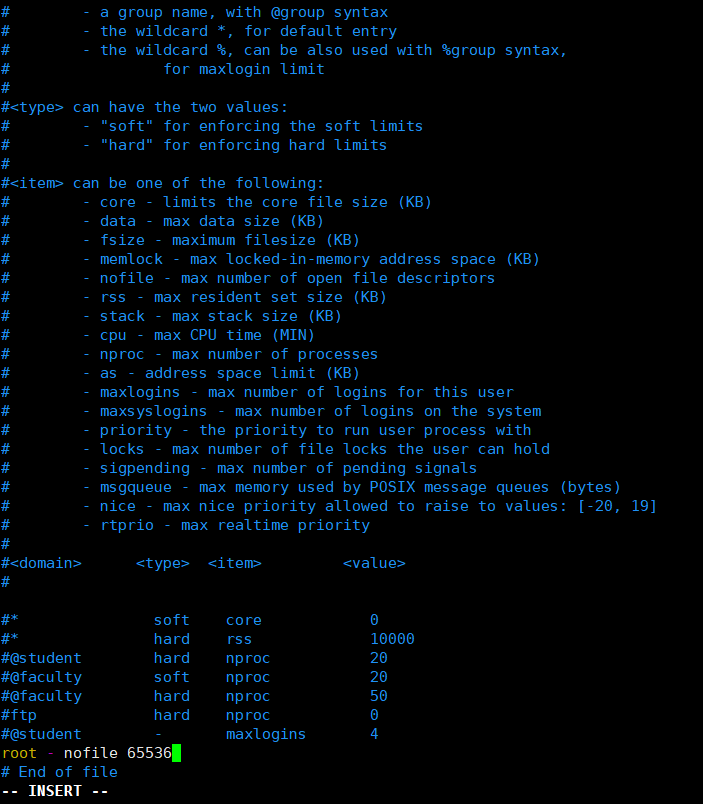 #        - a group name, with @group syntax
#        - the wildcard *, for default entry
#        - the wildcard %, can be also used with %group syntax,
#                 for maxlogin limit
#
#<type> can have the two values:
#        - "soft" for enforcing the soft limits
#        - "hard" for enforcing hard limits
#
#<item> can be one of the following:
#        - core - limits the core file size (KB)
#        - data - max data size (KB)
#        - fsize - maximum filesize (KB)
#        - memlock - max locked-in-memory address space (KB)
#        - nofile - max number of open file descriptors
#        - rss - max resident set size (KB)
#        - stack - max stack size (KB)
#        - cpu - max CPU time (MIN)
#        - nproc - max number of processes
#        - as - address space limit (KB)
#        - maxlogins - max number of logins for this user
#        - maxsyslogins - max number of logins on the system
#        - priority - the priority to run user process with
#        - locks - max number of file locks the user can hold
#        - sigpending - max number of pending signals
#        - msgqueue - max memory used by POSIX message queues (bytes)
#        - nice - max nice priority allowed to raise to values: [-20, 19]
#        - rtprio - max realtime priority
#
#<domain>      <type>  <item>         <value>
#
#*               soft    core            0
#*               hard    rss             10000
#@student        hard    nproc           20
#@faculty        soft    nproc           20
#@faculty        hard    nproc           50
#ftp             hard    nproc           0
#@student        -       maxlogins       4
root - nofile 65536
# End of file
-- INSERT --